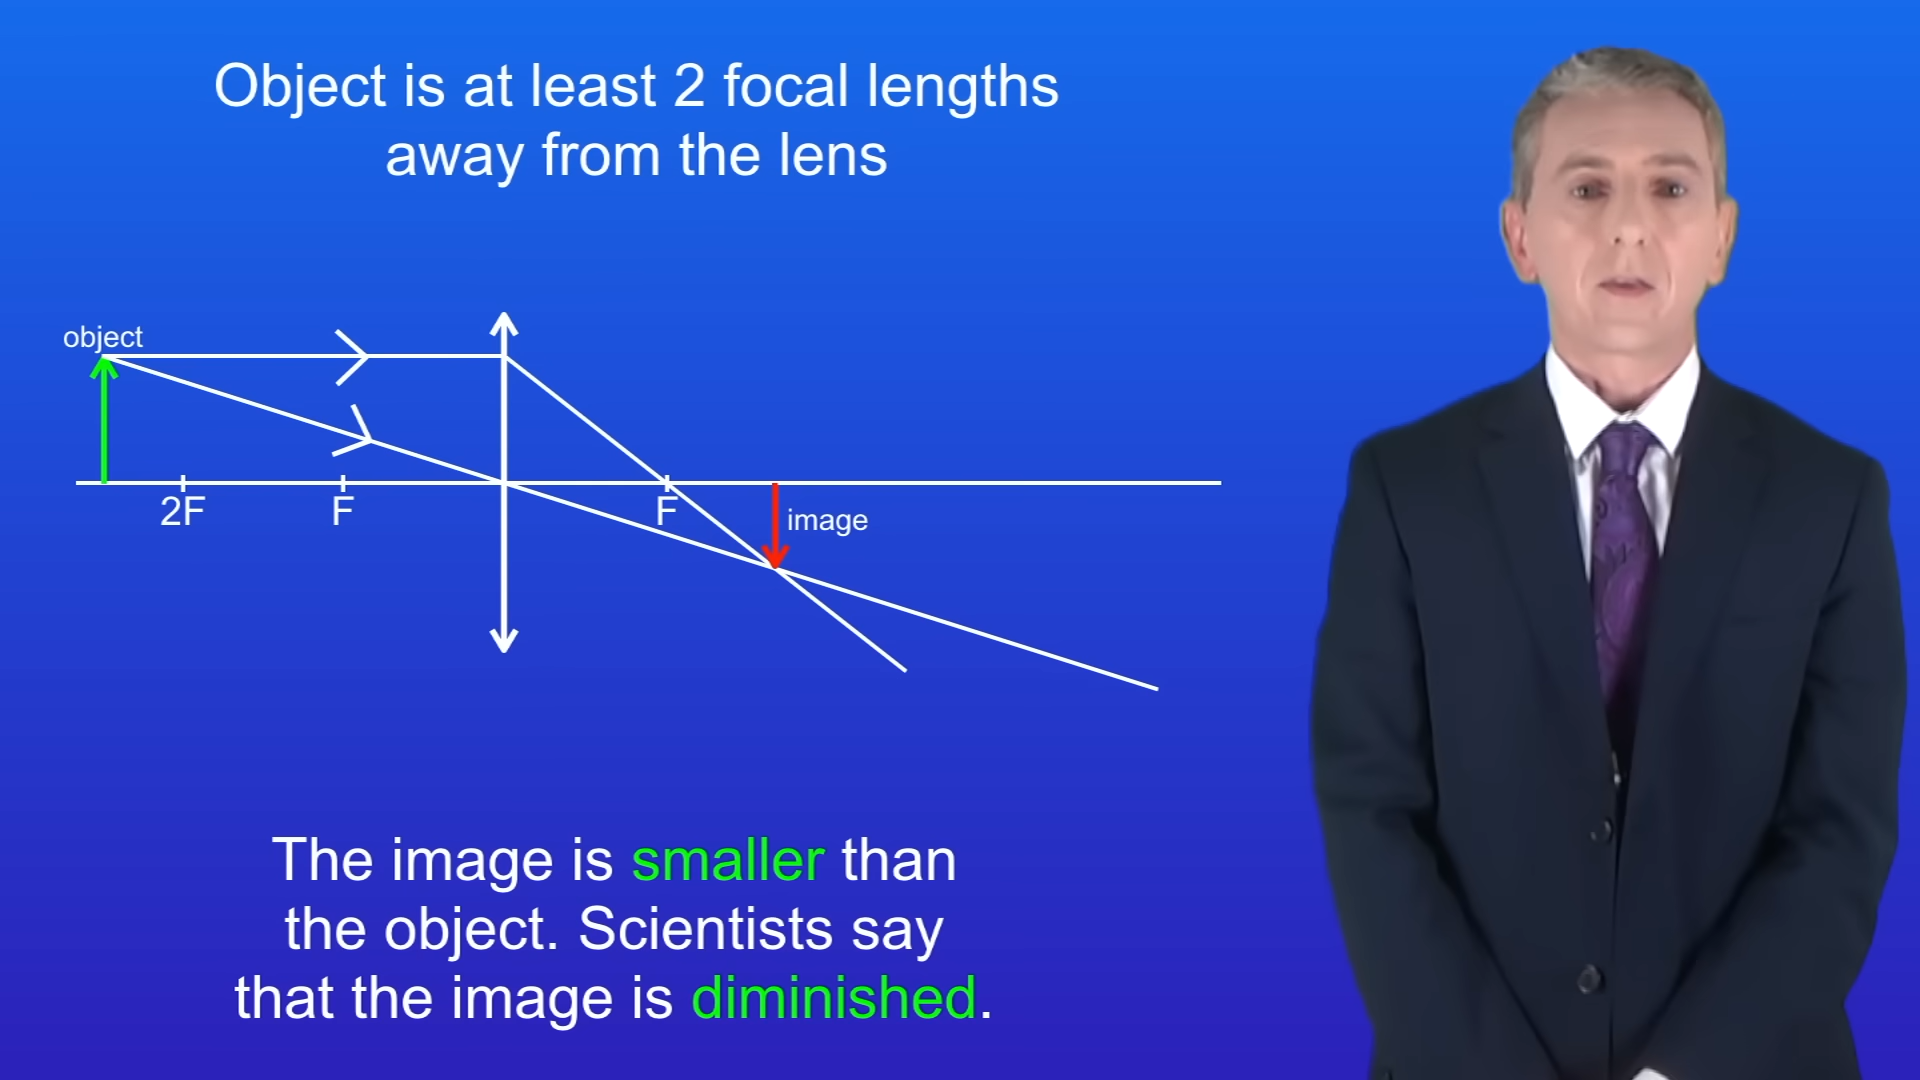 Object is at least 2 focal lengths
away from the lens
object
2F
F
F
image
The image is smaller than
the object. Scientists say
that the image is diminished.